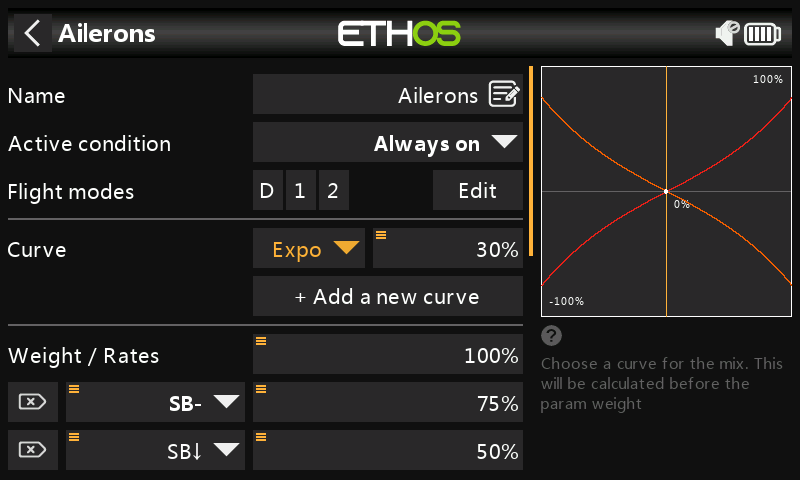 Ailerons
ETHOS
Name
Ailerons
Active condition
Always on
Flight modes
D 1 2
Edit
Curve
Expo
30%
+ Add a new curve
Weight / Rates
100%
SB-
75%
SB↓
50%
100%
0%
-100%
?
Choose a curve for the mix. This
will be calculated before the
param weight